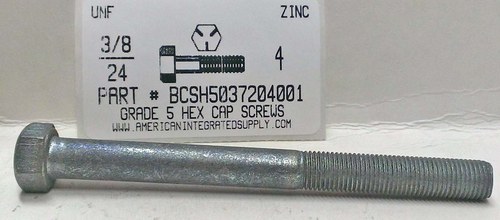 UNF ZINC
3/8
24 4
PART # BCSH5037204001
GRADE 5 HEX CAP SCREWS
WWW.AMERICANINTEGRATEDSUPPLY.COM